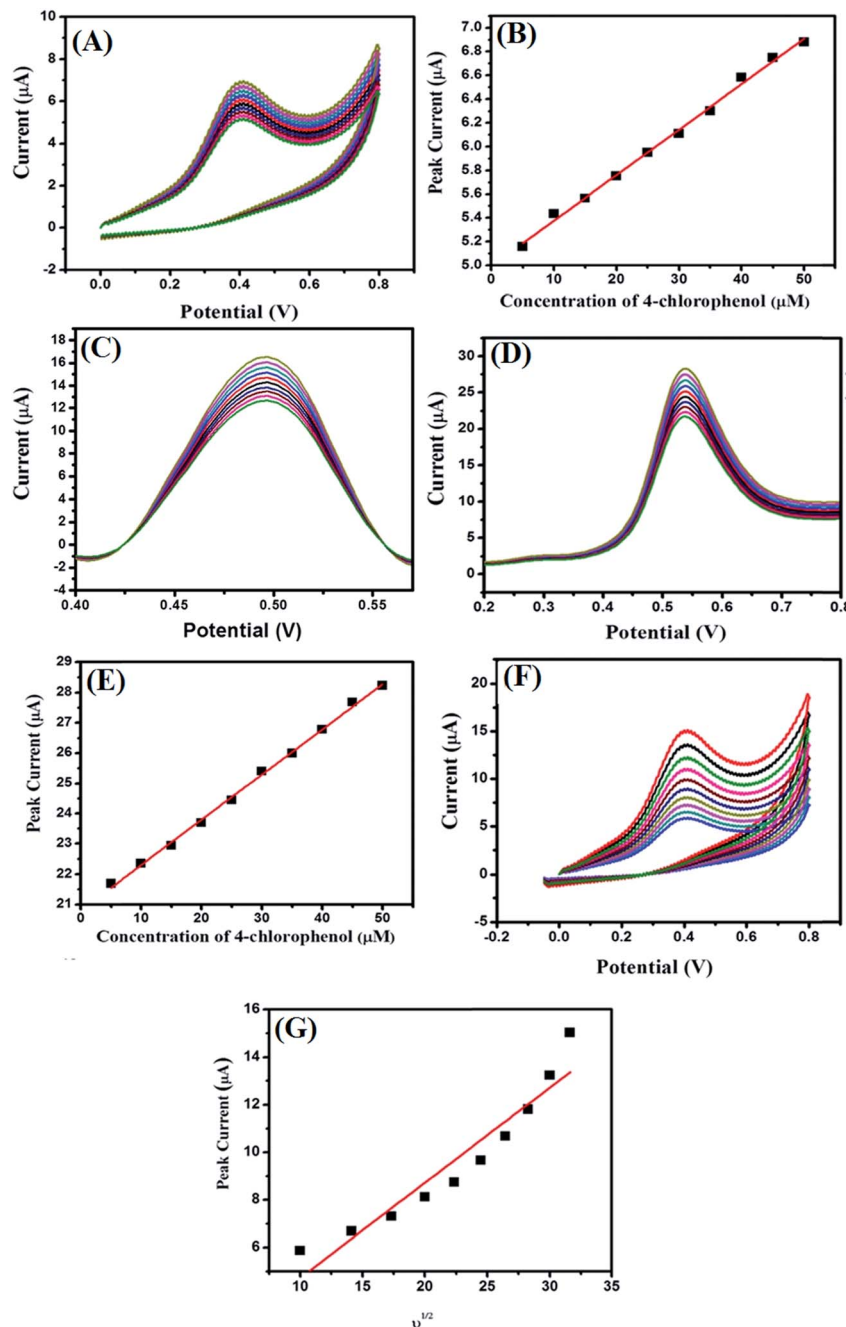 (A)
Current (μA)
10
8
6
4
2
0
-2
0.0 0.2 0.4 0.6 0.8
Potential (V)
(B)
Peak Current (μA)
7.0
6.8
6.6
6.4
6.2
6.0
5.8
5.6
5.4
5.2
5.0
0 10 20 30 40 50
Concentration of 4-chlorophenol (μM)
(C)
Current (μA)
18
16
14
12
10
8
6
4
2
0
-2
-4
0.40 0.45 0.50 0.55
Potential (V)
(D)
Current (μA)
30
25
20
15
10
5
0
0.2 0.3 0.4 0.5 0.6 0.7 0.8
Potential (V)
(E)
Peak Current (μA)
29
28
27
26
25
24
23
22
21
0 10 20 30 40 50
Concentration of 4-chlorophenol (μM)
(F)
Current (μA)
20
15
10
5
0
-5
-0.2 0.0 0.2 0.4 0.6 0.8
Potential (V)
(G)
Peak Current (μA)
16
14
12
10
8
6
10 15 20 25 30 35
υ1/2